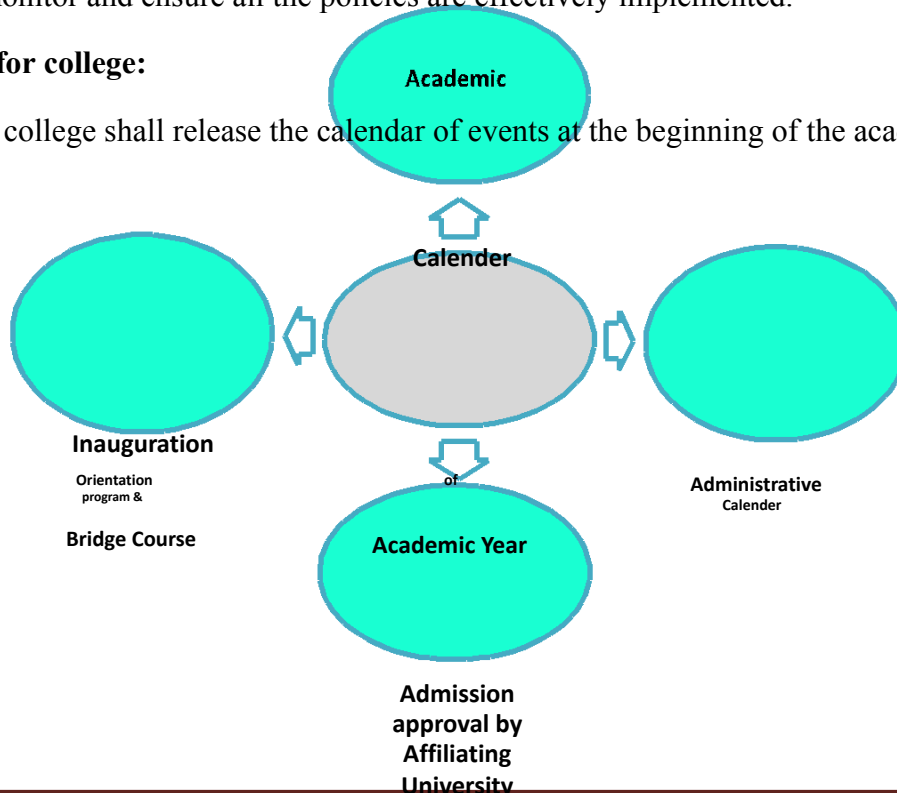 onitor and ensure all the policies are effectively implemented.
for college:
Academic
college shall release the calendar of events at the beginning of the aca
Calender
Inauguration
Orientation
program &
Bridge Course
of
Academic Year
Administrative
Calender
Admission
approval by
Affiliating
University